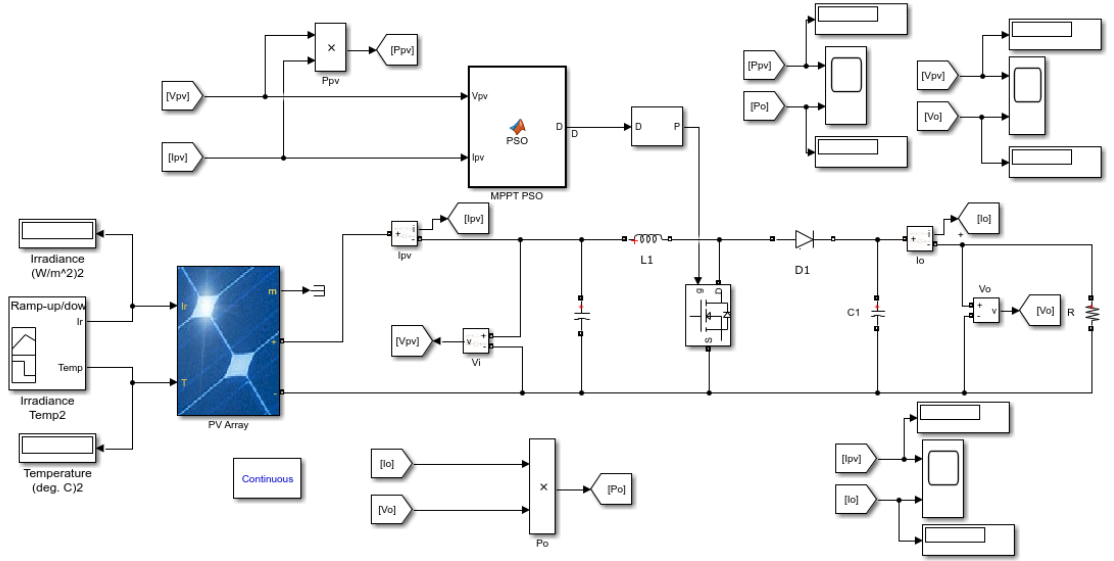 [Ppv]
×
Ppv
[Vpv]
[Ipv]
Vpv
Ipv
PSO
D
D
MPPT PSO
D
P
[Ppv]
[Po]
[Vpv]
[Vo]
Irradiance
(W/m^2)2
Ramp-up/dow
Ir
Temp
Irradiance
Temp2
Temperature
(deg. C)2
Ir
T
m
+
-
PV Array
Continuous
+
i
-
Ipv
[Ipv]
[Vpv]
v
+
-
Vi
+
+
L1
g
D
S
D1
+
C1
+
i
-
Io
[Io]
+
Vo
+
-
v
[Vo]
R
+
[Io]
[Vo]
×
Po
[Po]
[Ipv]
[Io]